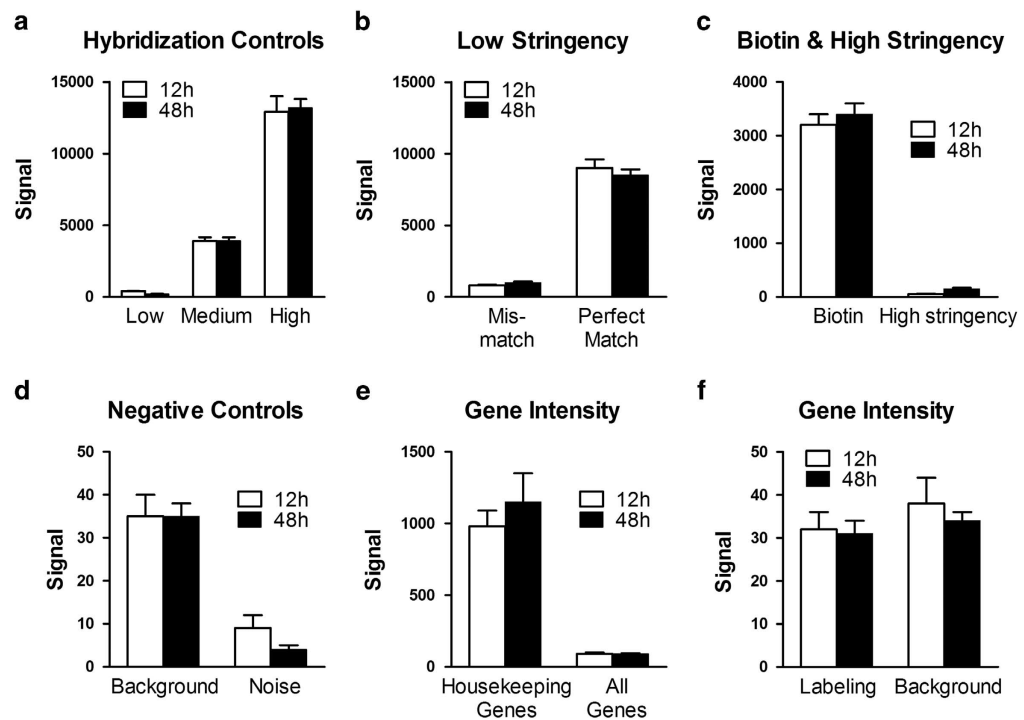 a
Hybridization Controls
15000
10000
5000
0
Signal
12h
48h
Low Medium High
b
Low Stringency
15000
10000
5000
0
Signal
12h
48h
Mis-
match
Perfect
Match
c
Biotin & High Stringency
4000
3000
2000
1000
0
Signal
12h
48h
Biotin High stringency
d
Negative Controls
50
40
30
20
10
0
Signal
12h
48h
Background Noise
e
Gene Intensity
1500
1000
500
0
Signal
12h
48h
Housekeeping
Genes
All
Genes
f
Gene Intensity
50
40
30
20
10
0
Signal
12h
48h
Labeling Background